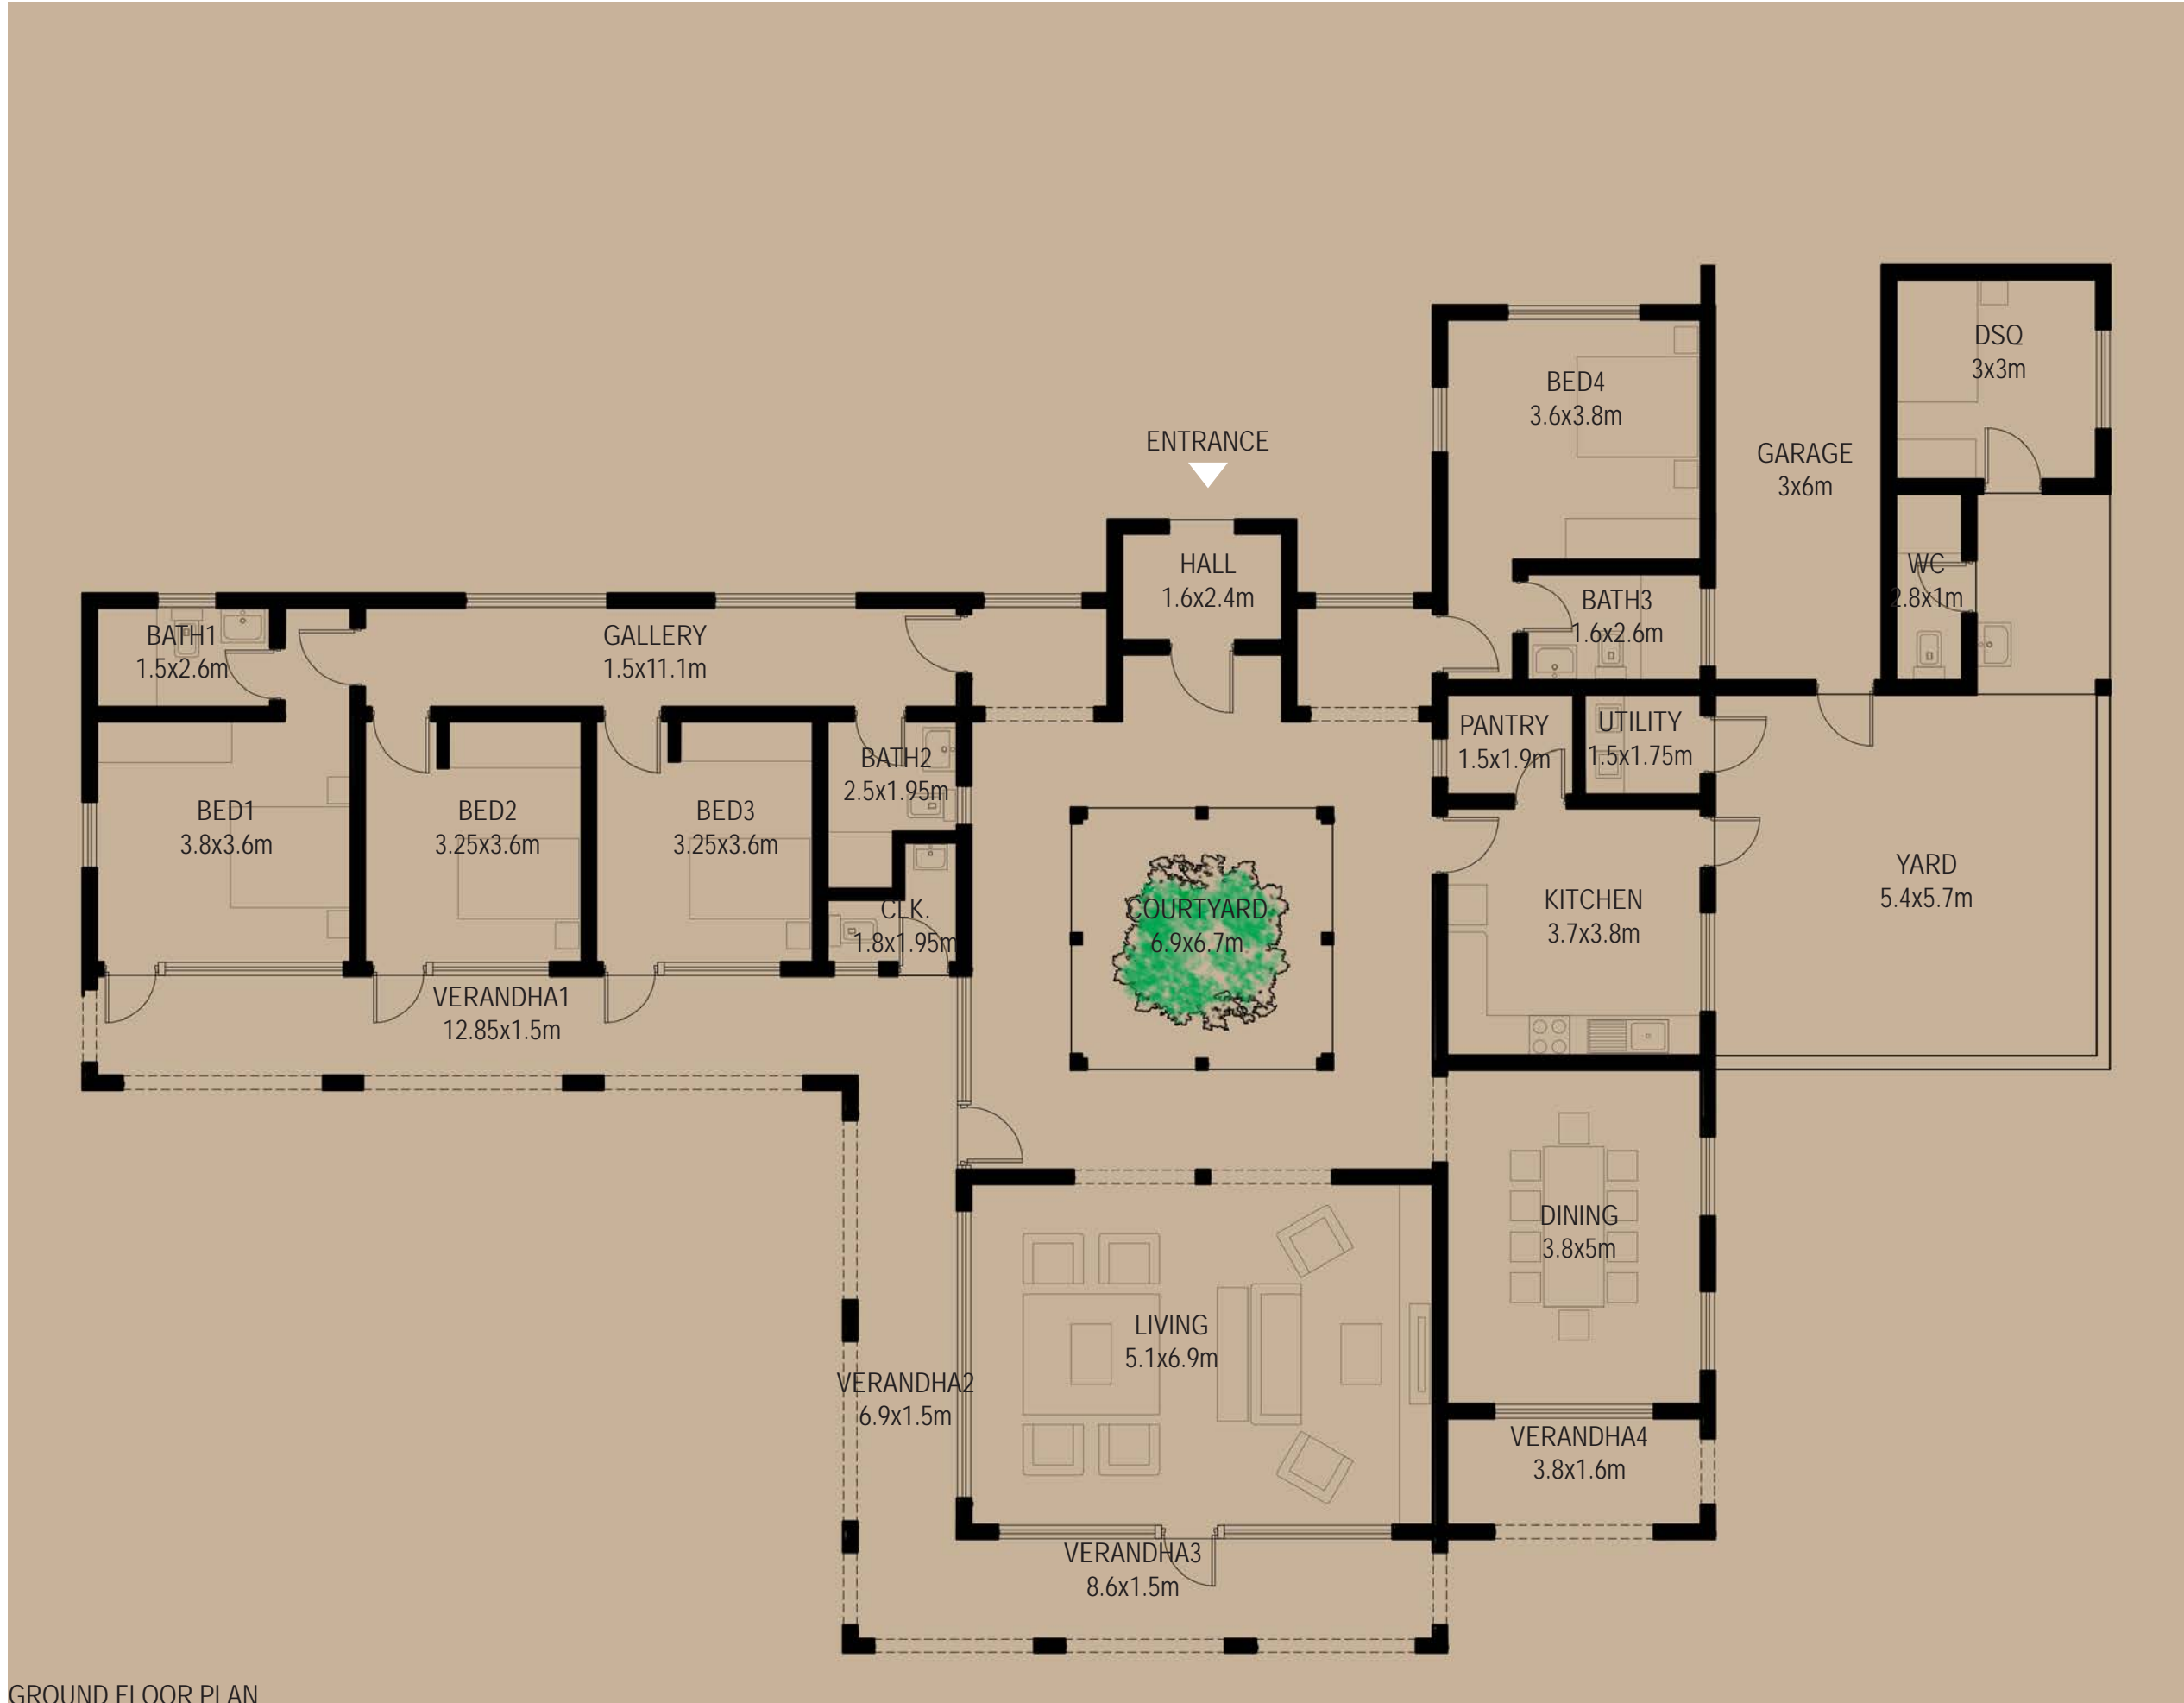 DSQ
3x3m
BED4
3.6x3.8m
ENTRANCE
GARAGE
3x6m
HALL
1.6x2.4m
WC
2.8x1m
BATH3
1.6x2.6m
BATH1
1.5x2.6m
GALLERY
1.5x11.1m
PANTRY
1.5x1.9m
UTILITY
1.5x1.75m
BATH2
2.5x1.95m
BED1
3.8x3.6m
BED2
3.25x3.6m
BED3
3.25x3.6m
YARD
5.4x5.7m
KITCHEN
3.7x3.8m
CLK.
1.8x1.95m
COURTYARD
6.9x6.7m
VERANDHA1
12.85x1.5m
DINING
3.8x5m
LIVING
5.1x6.9m
VERANDHA2
6.9x1.5m
VERANDHA4
3.8x1.6m
VERANDHA3
8.6x1.5m
GROUND FLOOR PLAN